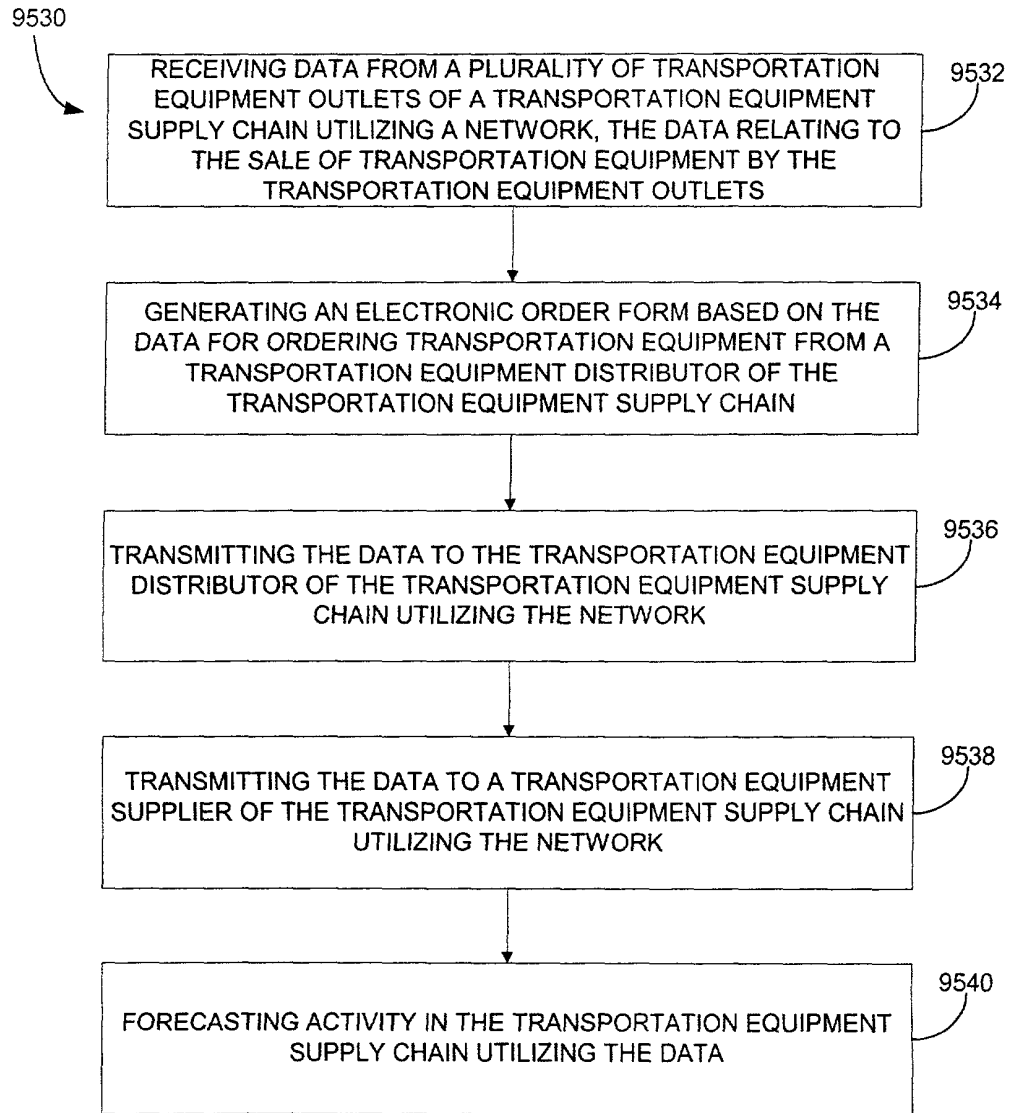 9530
RECEIVING DATA FROM A PLURALITY OF TRANSPORTATION
EQUIPMENT OUTLETS OF A TRANSPORTATION EQUIPMENT
SUPPLY CHAIN UTILIZING A NETWORK, THE DATA RELATING TO
THE SALE OF TRANSPORTATION EQUIPMENT BY THE
TRANSPORTATION EQUIPMENT OUTLETS
9532
GENERATING AN ELECTRONIC ORDER FORM BASED ON THE
DATA FOR ORDERING TRANSPORTATION EQUIPMENT FROM A
TRANSPORTATION EQUIPMENT DISTRIBUTOR OF THE
TRANSPORTATION EQUIPMENT SUPPLY CHAIN
9534
TRANSMITTING THE DATA TO THE TRANSPORTATION EQUIPMENT
DISTRIBUTOR OF THE TRANSPORTATION EQUIPMENT SUPPLY
CHAIN UTILIZING THE NETWORK
9536
TRANSMITTING THE DATA TO A TRANSPORTATION EQUIPMENT
SUPPLIER OF THE TRANSPORTATION EQUIPMENT SUPPLY CHAIN
UTILIZING THE NETWORK
9538
FORECASTING ACTIVITY IN THE TRANSPORTATION EQUIPMENT
SUPPLY CHAIN UTILIZING THE DATA
9540